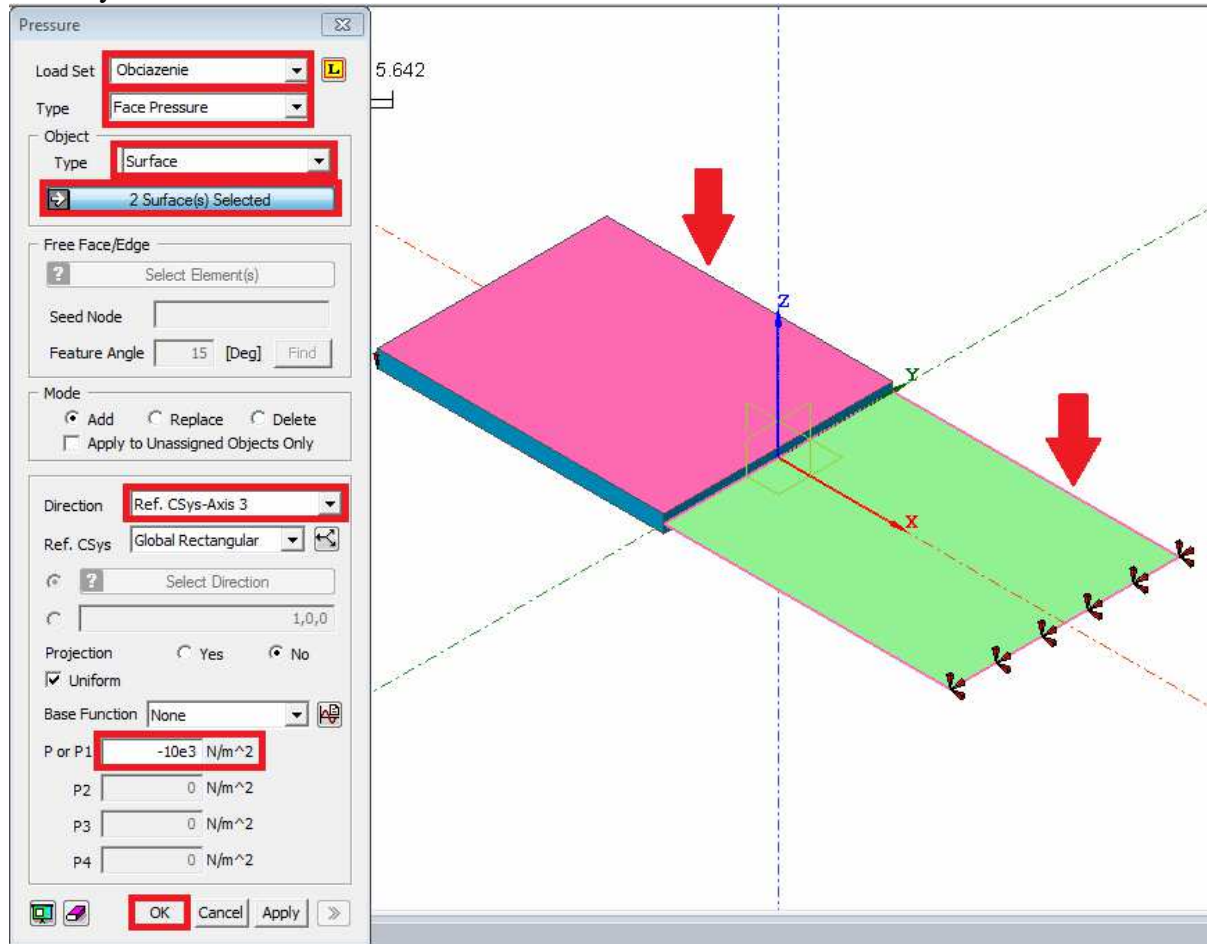 Pressure
Load Set Obciazenie L
Type Face Pressure
Object
Type Surface
2 Surface(s) Selected
Free Face/Edge
? Select Element(s)
Seed Node
Feature Angle 15 [Deg] Find
Mode
Add Replace Delete
Apply to Unassigned Objects Only
Direction Ref. CSys-Axis 3
Ref. CSys Global Rectangular
? Select Direction
1,0,0
Projection Yes No
Uniform
Base Function None
P or P1 -10e3 N/m^2
P2 0 N/m^2
P3 0 N/m^2
P4 0 N/m^2
OK Cancel Apply >>
5.642
Z
Y
X